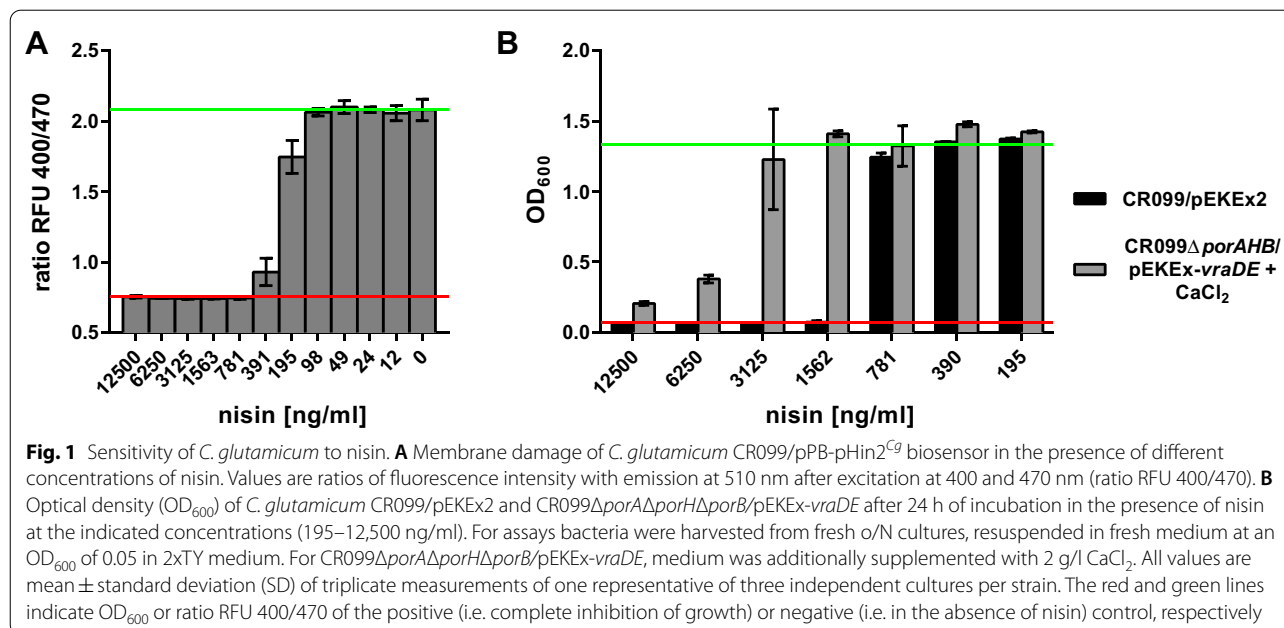 A
B
2.5
2.0
1.5
1.0
0.5
ratio RFU 400/470
12500
6250
3125
1563
781
391
195
98
49
24
12
0
nisin [ng/ml]
2.0
1.5
1.0
0.5
0.0
OD600
12500
6250
3125
1562
781
390
195
nisin [ng/ml]
CR099/pEKEx2
CR099Δ porAHB/
pEKEx-vraDE +
CaCl2
Fig. 1 Sensitivity of C. glutamicum to nisin. A Membrane damage of C. glutamicum CR099/pPB-pHin2Cg biosensor in the presence of different
concentrations of nisin. Values are ratios of fluorescence intensity with emission at 510 nm after excitation at 400 and 470 nm (ratio RFU 400/470). B
Optical density (OD600) of C. glutamicum CR099/pEKEx2 and CR099ΔporAΔporHΔporB/pEKEx-vraDE after 24 h of incubation in the presence of nisin
at the indicated concentrations (195–12,500 ng/ml). For assays bacteria were harvested from fresh o/N cultures, resuspended in fresh medium at an
OD600 of 0.05 in 2xTY medium. For CR099ΔporAΔporHΔporB/pEKEx-vraDE, medium was additionally supplemented with 2 g/l CaCl2. All values are
mean ± standard deviation (SD) of triplicate measurements of one representative of three independent cultures per strain. The red and green lines
indicate OD600 or ratio RFU 400/470 of the positive (i.e. complete inhibition of growth) or negative (i.e. in the absence of nisin) control, respectively